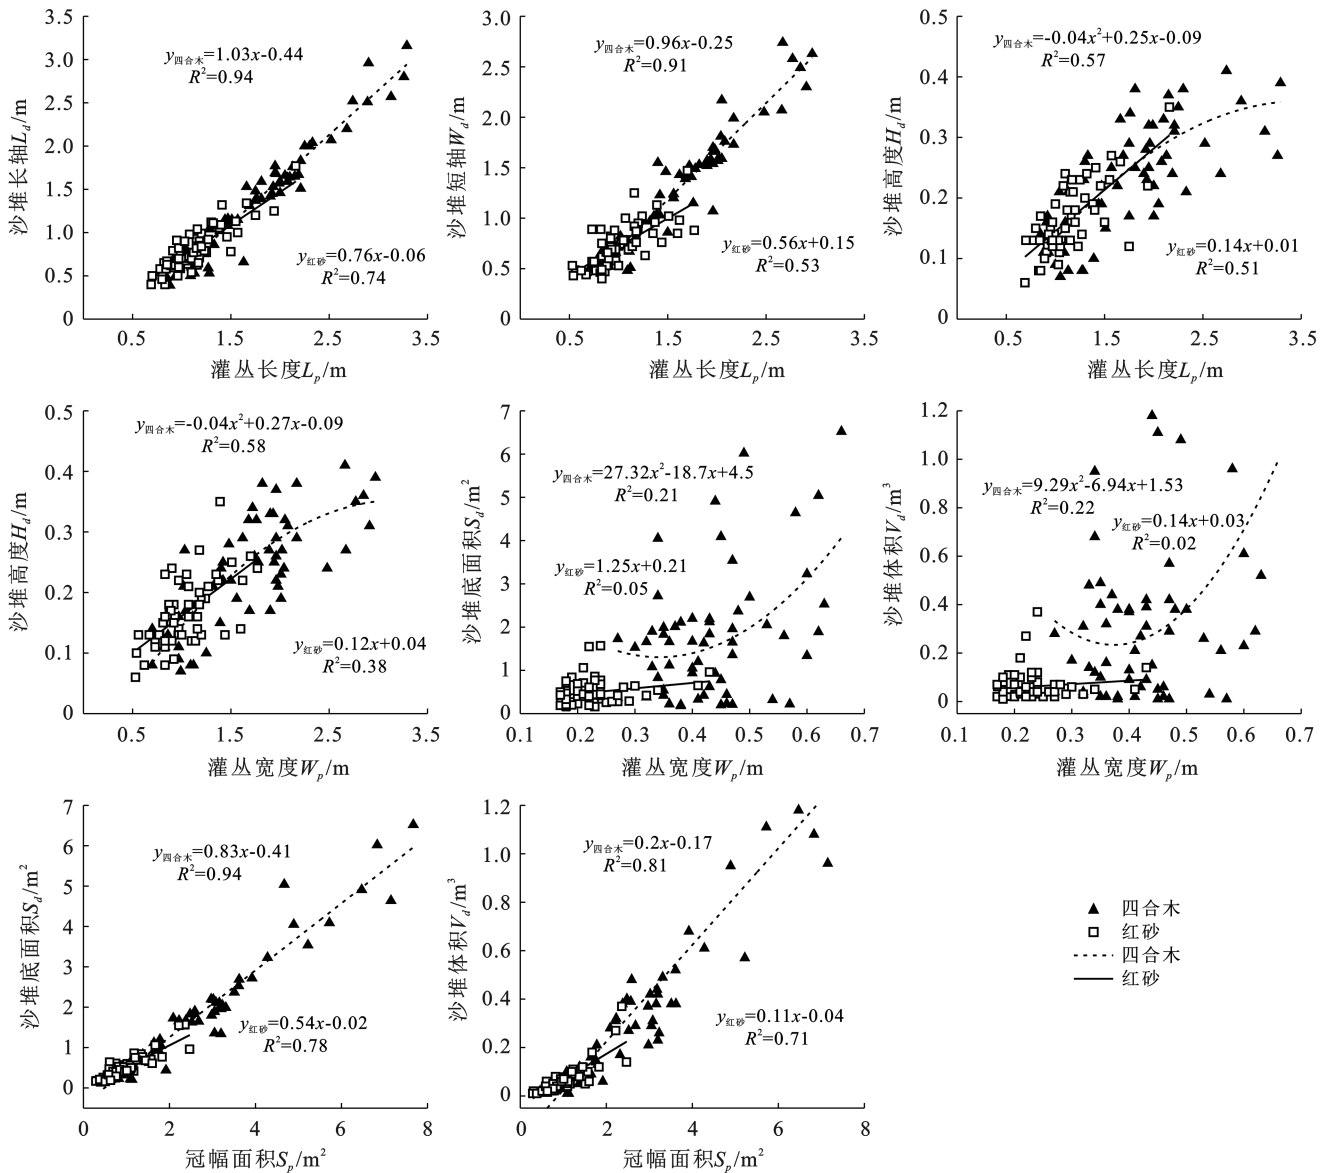 3.5
3.0
2.5
2.0
1.5
1.0
0.5
0
沙堆长轴L_d/m
y四合木=1.03x-0.44
R²=0.94
y红砂=0.76x-0.06
R²=0.74
0.5 1.5 2.5 3.5
灌丛长度L_p/m
3.0
2.5
2.0
1.5
1.0
0.5
0
沙堆短轴W_d/m
y四合木=0.96x-0.25
R²=0.91
y红砂=0.56x+0.15
R²=0.53
0.5 1.5 2.5 3.5
灌丛长度L_p/m
0.5
0.4
0.3
0.2
0.1
0
沙堆高度H_d/m
y四合木=-0.04x²+0.25x-0.09
R²=0.57
y红砂=0.14x+0.01
R²=0.51
0.5 1.5 2.5 3.5
灌丛长度L_p/m
0.5
0.4
0.3
0.2
0.1
0
沙堆高度H_d/m
y四合木=-0.04x²+0.27x-0.09
R²=0.58
y红砂=0.12x+0.04
R²=0.38
0.5 1.5 2.5 3.5
灌丛宽度W_p/m
7
6
5
4
3
2
1
0
沙堆底面积S_d/m²
y四合木=27.32x²-18.7x+4.5
R²=0.21
y红砂=1.25x+0.21
R²=0.05
0.1 0.2 0.3 0.4 0.5 0.6 0.7
灌丛宽度W_p/m
1.2
1.0
0.8
0.6
0.4
0.2
0
沙堆体积V_d/m³
y四合木=9.29x²-6.94x+1.53
R²=0.22
y红砂=0.14x+0.03
R²=0.02
0.1 0.2 0.3 0.4 0.5 0.6 0.7
灌丛宽度W_p/m
7
6
5
4
3
2
1
0
沙堆底面积S_d/m²
y四合木=0.83x-0.41
R²=0.94
y红砂=0.54x-0.02
R²=0.78
0 2 4 6 8
冠幅面积S_p/m²
1.2
1.0
0.8
0.6
0.4
0.2
0
沙堆体积V_d/m³
y四合木=0.2x-0.17
R²=0.81
y红砂=0.11x-0.04
R²=0.71
0 2 4 6 8
冠幅面积S_p/m²
四合木
红砂
四合木
红砂